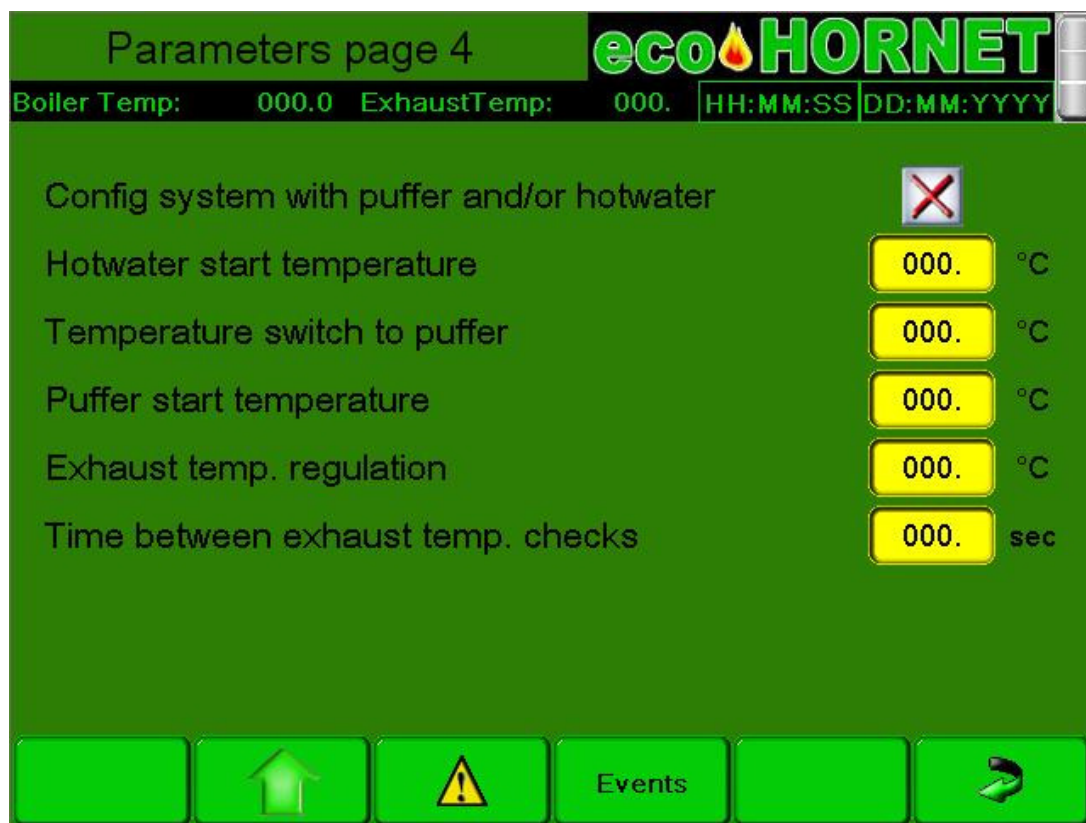 Parameters page 4
ecoHORNET
Boiler Temp: 000.0 ExhaustTemp: 000. HH:MM:SS DD:MM:YYYY
Config system with puffer and/or hotwater
Hotwater start temperature 000. °C
Temperature switch to puffer 000. °C
Puffer start temperature 000. °C
Exhaust temp. regulation 000. °C
Time between exhaust temp. checks 000. sec
Events